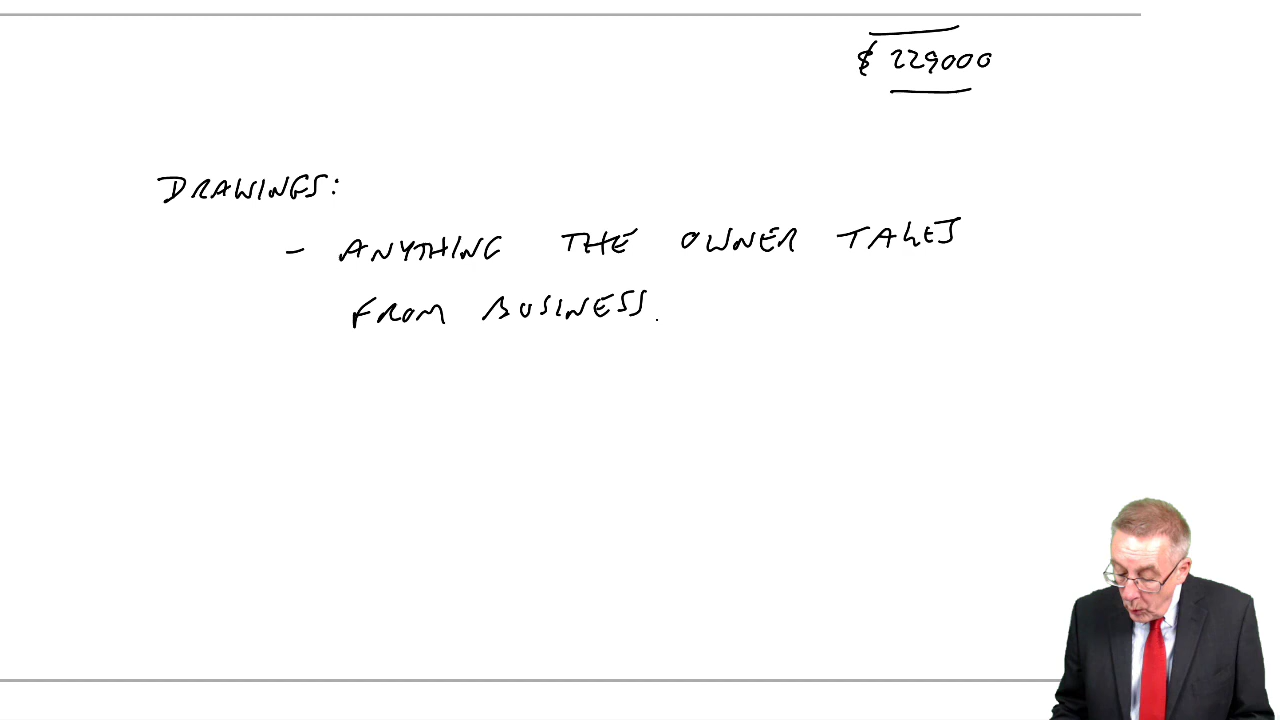 $ 229000
DRAWINGS:
- ANYTHING THE OWNER TAKES
FROM BUSINESS.